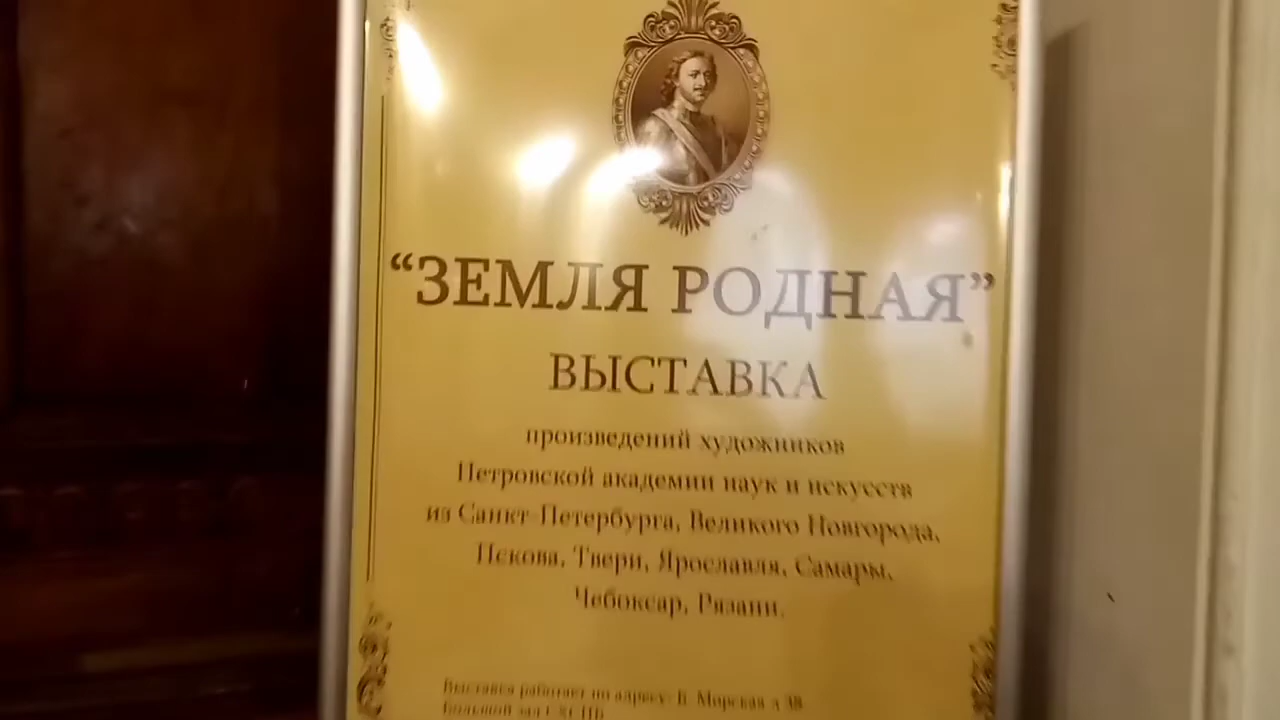 “ЗЕМЛЯ РОДНАЯ”
ВЫСТАВКА
произведений художников
Петровской академии наук и искусств
из Санкт-Петербурга, Великого Новгорода,
Пскова, Твери, Ярославля, Самары,
Чебоксар, Рязани.
Выставка работает по адресу: Б. Морская д 38
Большой зал